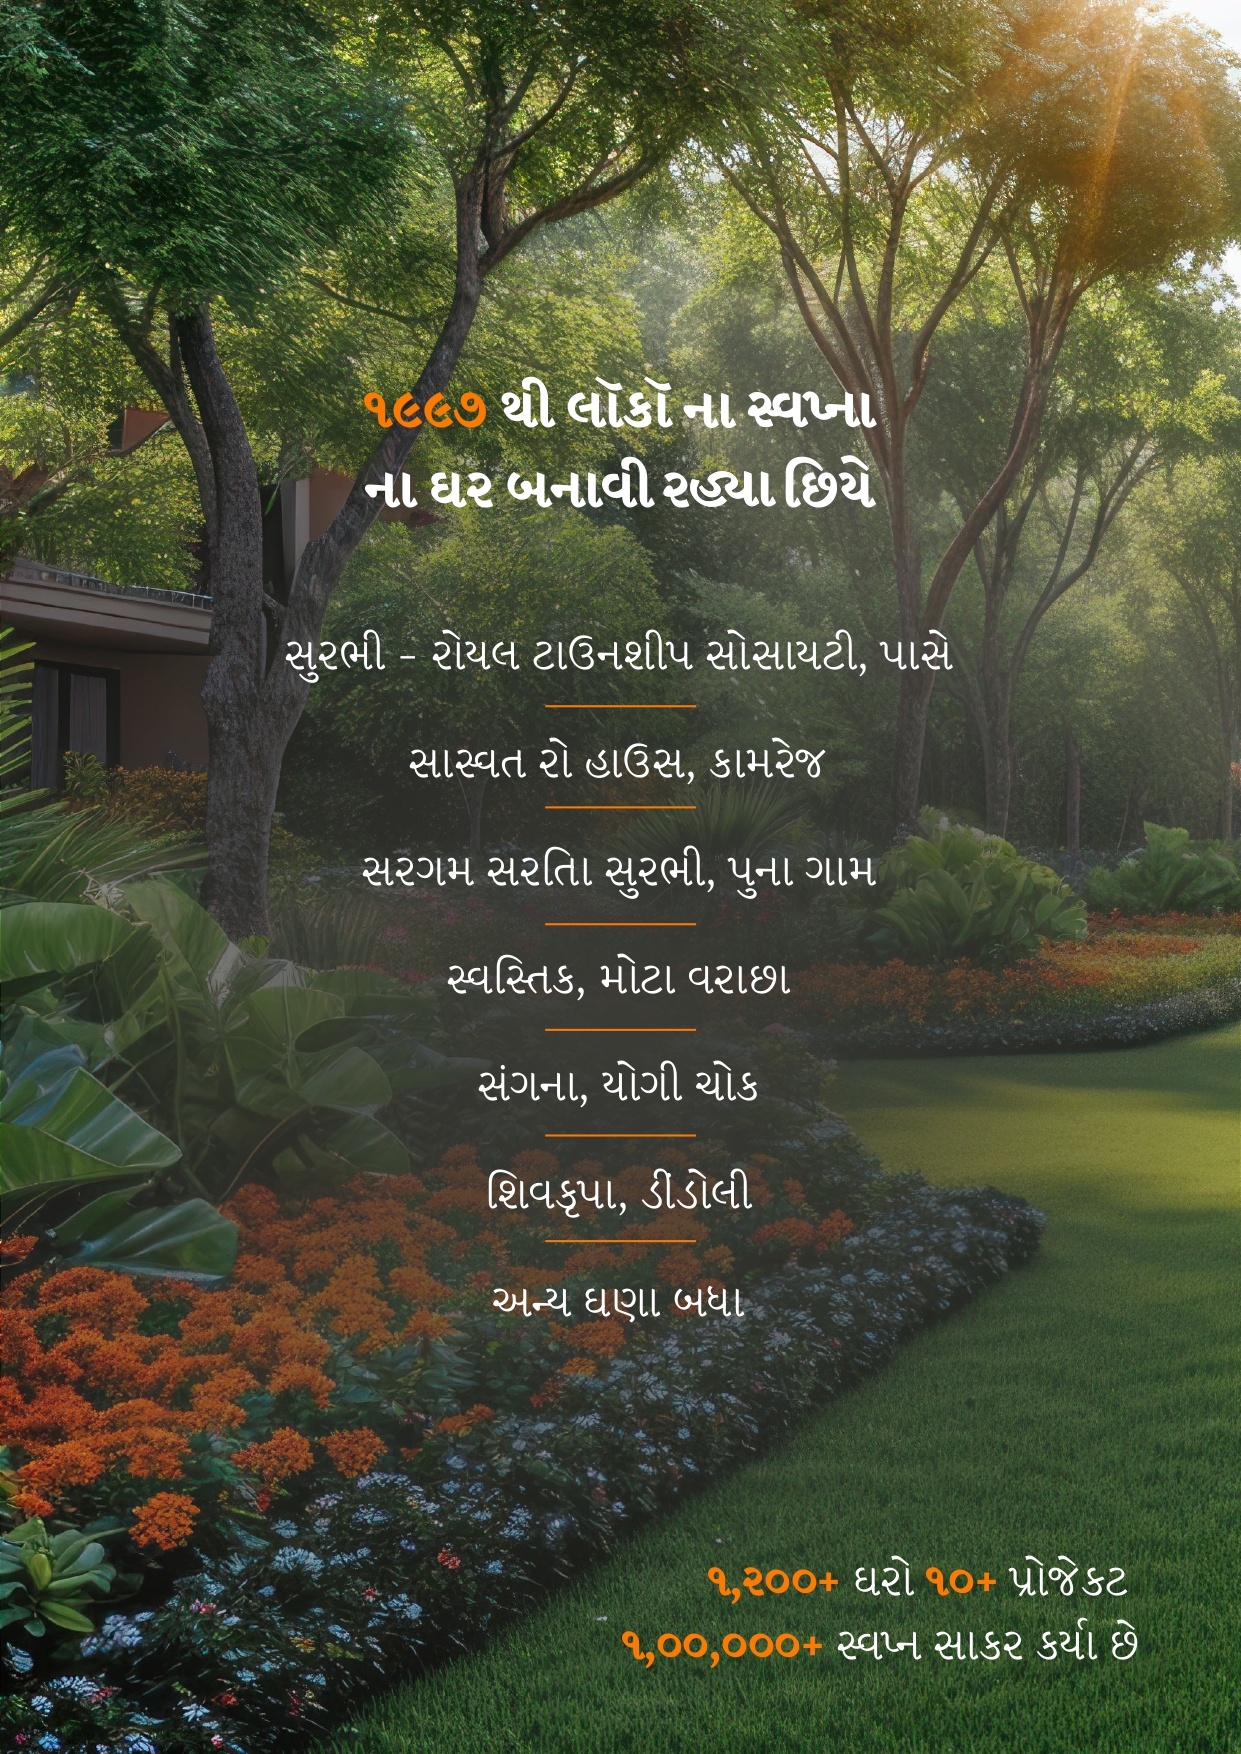 ૧૯૯૭ થી લૉકૉ ના સ્વપ્ના
ના ઘર બનાવી રહ્યા છિયે
સુરભી - રોયલ ટાઉનશીપ સોસાયટી, પાસે
સાસ્વત રો હાઉસ, કામરેજ
સરગમ સરતિા સુરભી, પુના ગામ
સ્વસ્તિક, મોટા વરાછા
સંગના, યોગી ચોક
શિવકૃપા, ડીંડોલી
અન્ય ઘણા બધા
૧,૨૦૦+ ઘરો ૧૦+ પ્રોજેકટ
૧,૦૦,૦૦૦+ સ્વપ્ન સાકર કર્યા છે